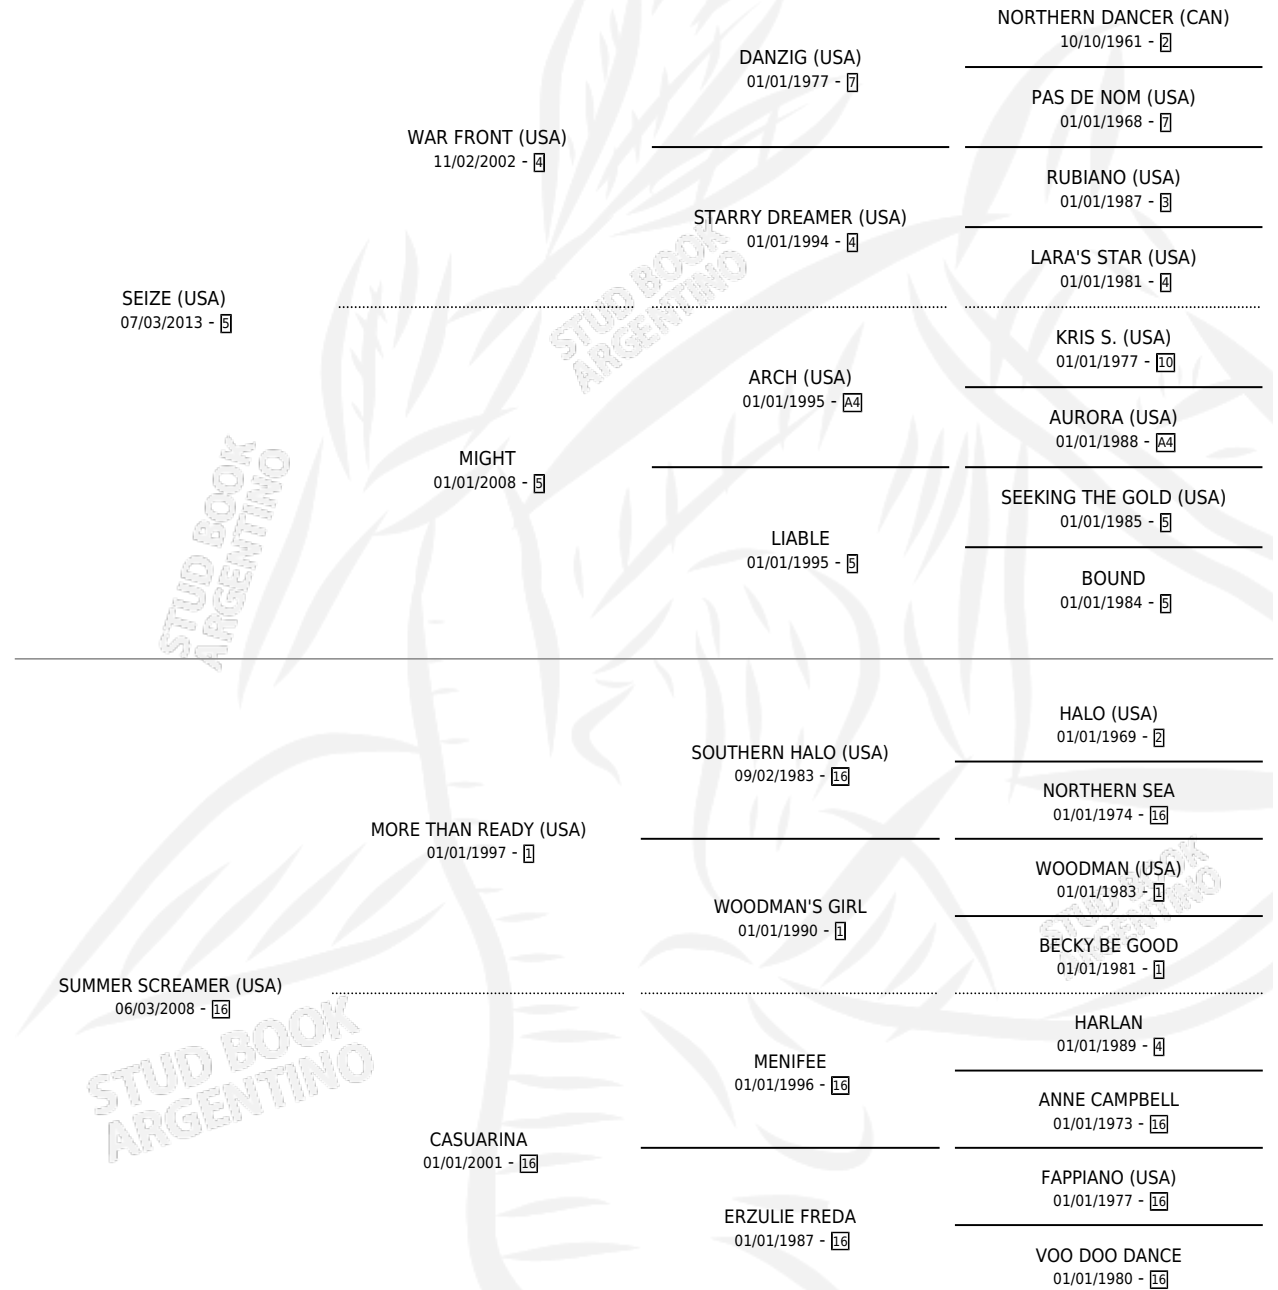 NORTHERN DANCER (CAN)
10/10/1961 - 2
DANZIG (USA)
01/01/1977 - 7
PAS DE NOM (USA)
01/01/1968 - 7
WAR FRONT (USA)
11/02/2002 - 4
RUBIANO (USA)
01/01/1987 - 3
STARRY DREAMER (USA)
01/01/1994 - 4
LARA'S STAR (USA)
01/01/1981 - 4
SEIZE (USA)
07/03/2013 - 5
STUD BOOK
ARGENTINO
KRIS S. (USA)
01/01/1977 - 10
ARCH (USA)
01/01/1995 - A4
AURORA (USA)
01/01/1988 - A4
MIGHT
01/01/2008 - 5
SEEKING THE GOLD (USA)
01/01/1985 - 5
LIABLE
01/01/1995 - 5
BOUND
01/01/1984 - 5
STUD BOOK
ARGENTINO
HALO (USA)
01/01/1969 - 2
SOUTHERN HALO (USA)
09/02/1983 - 16
NORTHERN SEA
01/01/1974 - 16
MORE THAN READY (USA)
01/01/1997 - 1
WOODMAN (USA)
01/01/1983 - 1
WOODMAN'S GIRL
01/01/1990 - 1
BECKY BE GOOD
01/01/1981 - 1
STUD BOOK
ARGENTINO
SUMMER SCREAMER (USA)
06/03/2008 - 16
HARLAN
01/01/1989 - 4
MENIFEE
01/01/1996 - 16
ANNE CAMPBELL
01/01/1973 - 16
STUD BOOK
ARGENTINO
CASUARINA
01/01/2001 - 16
FAPPIANO (USA)
01/01/1977 - 16
ERZULIE FREDA
01/01/1987 - 16
VOO DOO DANCE
01/01/1980 - 16